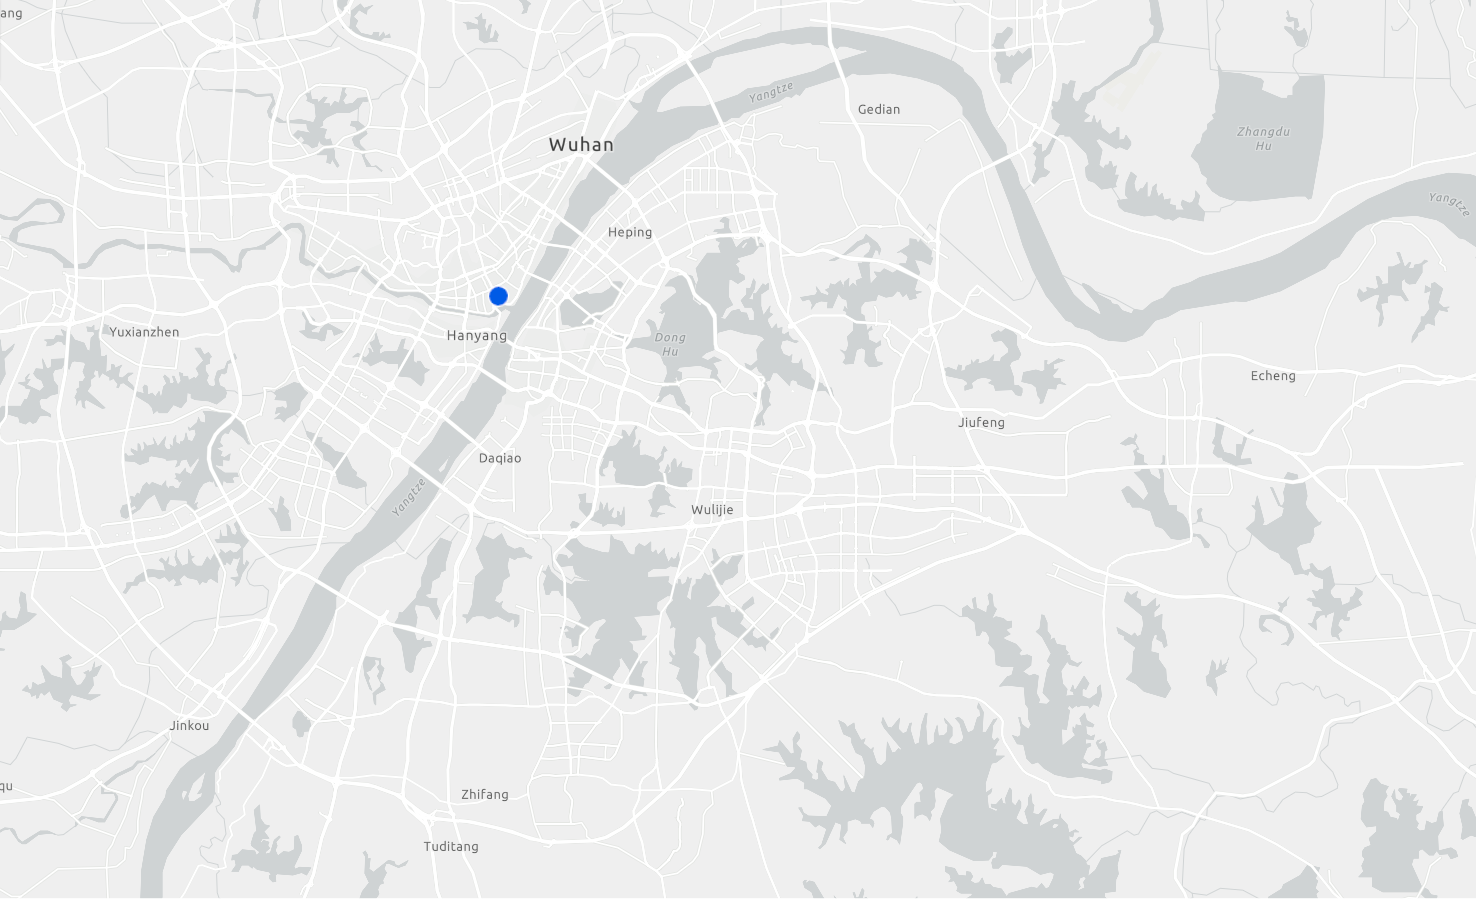 ang
Yangtze
Gedian
Zhangdu
Hu
Wuhan
Yangtze
Heping
Yuxianzhen
Hanyang
Dong
Hu
Echeng
Jiufeng
Daqiao
Yangtze
Wulijie
Jinkou
qu
Zhifang
Tuditang